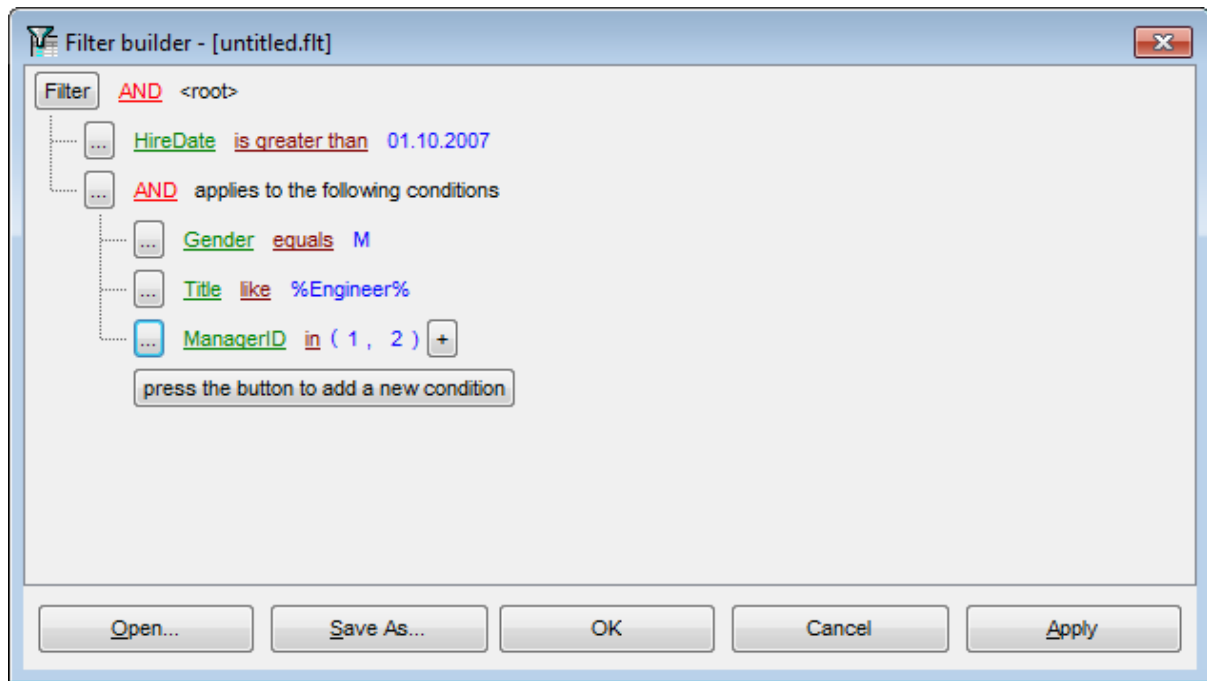 Filter builder - [untitled.flt]
Filter AND <root>
... HireDate is greater than 01.10.2007
... AND applies to the following conditions
... Gender equals M
... Title like %Engineer%
... ManagerID in ( 1 , 2 ) +
press the button to add a new condition
Open... Save As... OK Cancel Apply